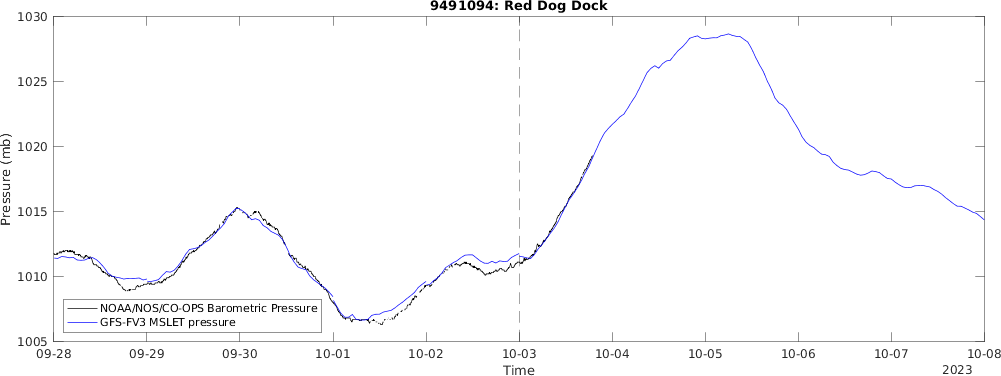 9491094: Red Dog Dock
1030
1025
1020
1015
1010
1005
Pressure (mb)
NOAA/NOS/CO-OPS Barometric Pressure
GFS-FV3 MSLET pressure
09-28 09-29 09-30 10-01 10-02 10-03 10-04 10-05 10-06 10-07 10-08
Time
2023